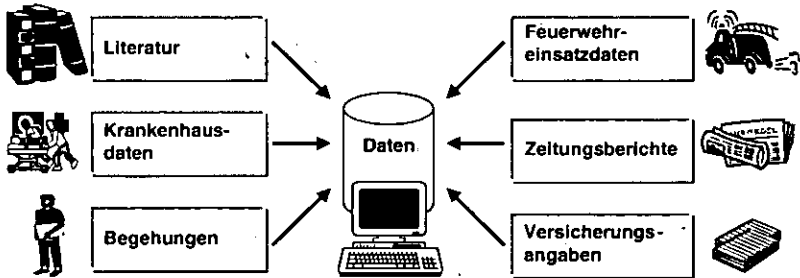 Literatur
Krankenhaus-
daten
Begehungen
Daten
Feuerwehr-
einsatzdaten
Zeitungsberichte
Versicherungs-
angaben